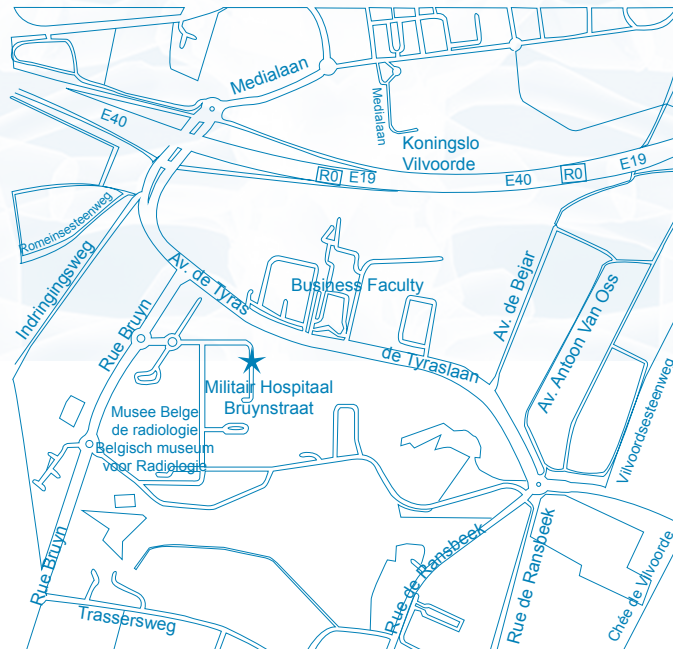 Medialaan
Medialaan
E40
Koningslo
Vilvoorde
R0
E19
E40
R0
E19
Romeinsesteenweg
Indringingsweg
Av. de Tyras
Business Faculty
Av. de Bejar
Av. Antoon Van Oss
Rue Bruyn
de Tyraslaan
Militair Hospitaal
Bruynstraat
Musee Belge
de radiologie
Belgisch museum
voor Radiologie
Vilvoordsesteenweg
Rue Bruyn
Trassersweg
Rue de Ransbeek
Rue de Ransbeek
Chée de Vilvoorde